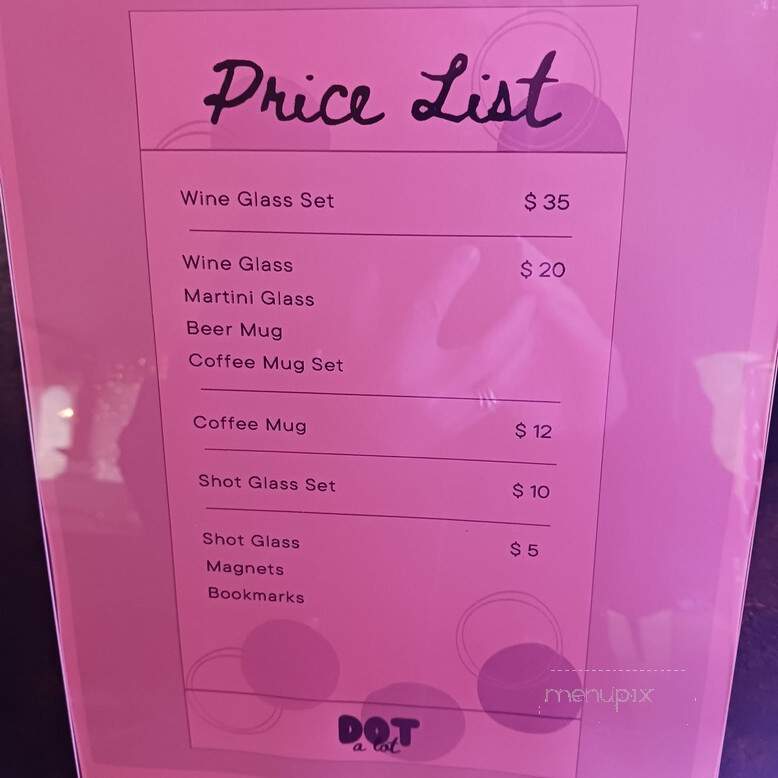 Price List
Wine Glass Set $ 35
Wine Glass $ 20
Martini Glass
Beer Mug
Coffee Mug Set
Coffee Mug $ 12
Shot Glass Set $ 10
Shot Glass $ 5
Magnets
Bookmarks
menupix
DOT
a lot